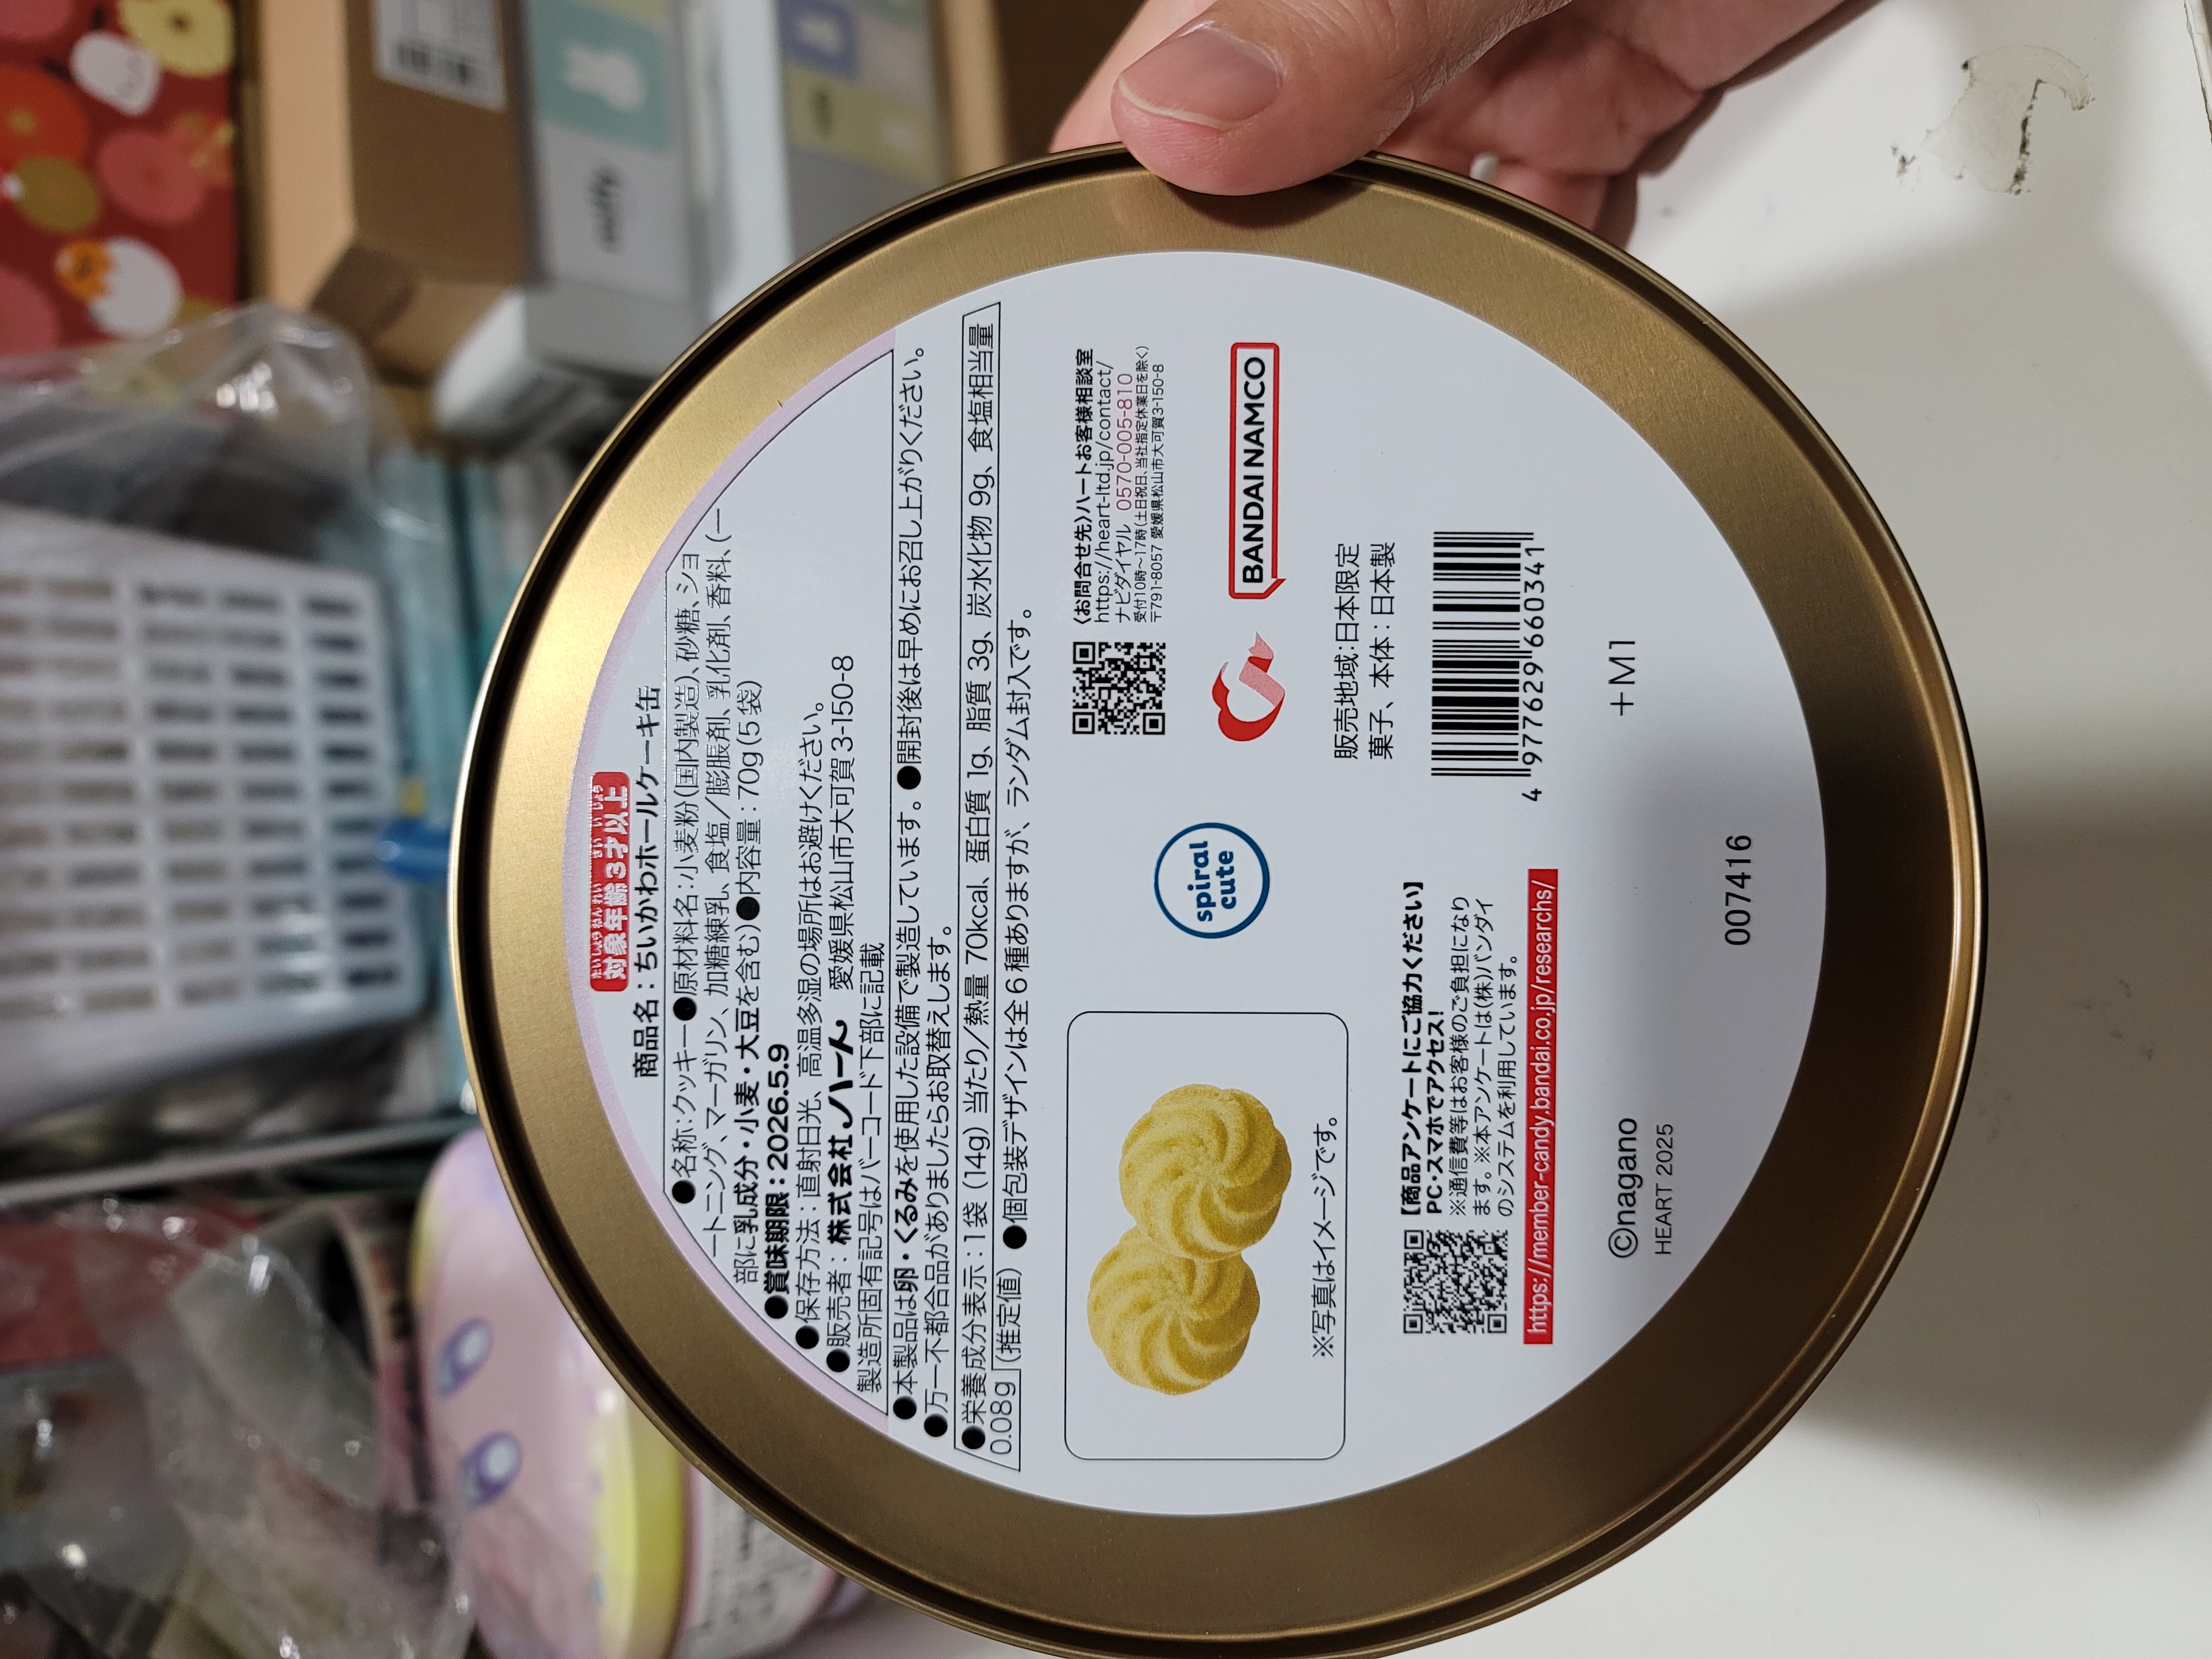 たいしょうねんれい さい いじょう
対象年齢3才以上
商品名：ちいかわホールケーキ缶
●名称：クッキー●原材料名：小麦粉（国内製造）、砂糖、ショ
ートニング、マーガリン、加糖練乳、食塩／膨脹剤、乳化剤、香料、（一
部に乳成分・小麦・大豆を含む）●内容量：70g（5袋）
●賞味期限：2026.5.9
●保存方法：直射日光、高温多湿の場所はお避けください。
●販売者：株式会社ハート 愛媛県松山市大可賀3-150-8
製造所固有記号はバーコード下部に記載
●本製品は卵・くるみを使用した設備で製造しています。●開封後は早めにお召し上がりください。
●万一不都合品がありましたらお取替えします。
●栄養成分表示：1袋（14g）当たり／熱量 70kcal、蛋白質 1g、脂質 3g、炭水化物 9g、食塩相当量
0.08g（推定値）●個包装デザインは全6種ありますが、ランダム封入です。
※写真はイメージです。
spiral
cute
〈お問合せ先〉ハートお客様相談室
https://heart-ltd.jp/contact/
ナビダイヤル 0570-005-810
受付10時～17時（土日祝日、当社指定休業日を除く）
〒791-8057 愛媛県松山市大可賀3-150-8
BANDAI NAMCO
販売地域：日本限定
菓子、本体：日本製
【商品アンケートにご協力ください】
PC・スマホでアクセス！
※通信費等はお客様のご負担になり
ます。※本アンケートは（株）バンダイ
のシステムを利用しています。
https://member-candy.bandai.co.jp/researchs/
4 977629 660341
©nagano
HEART 2025
+M1
007416
miffy